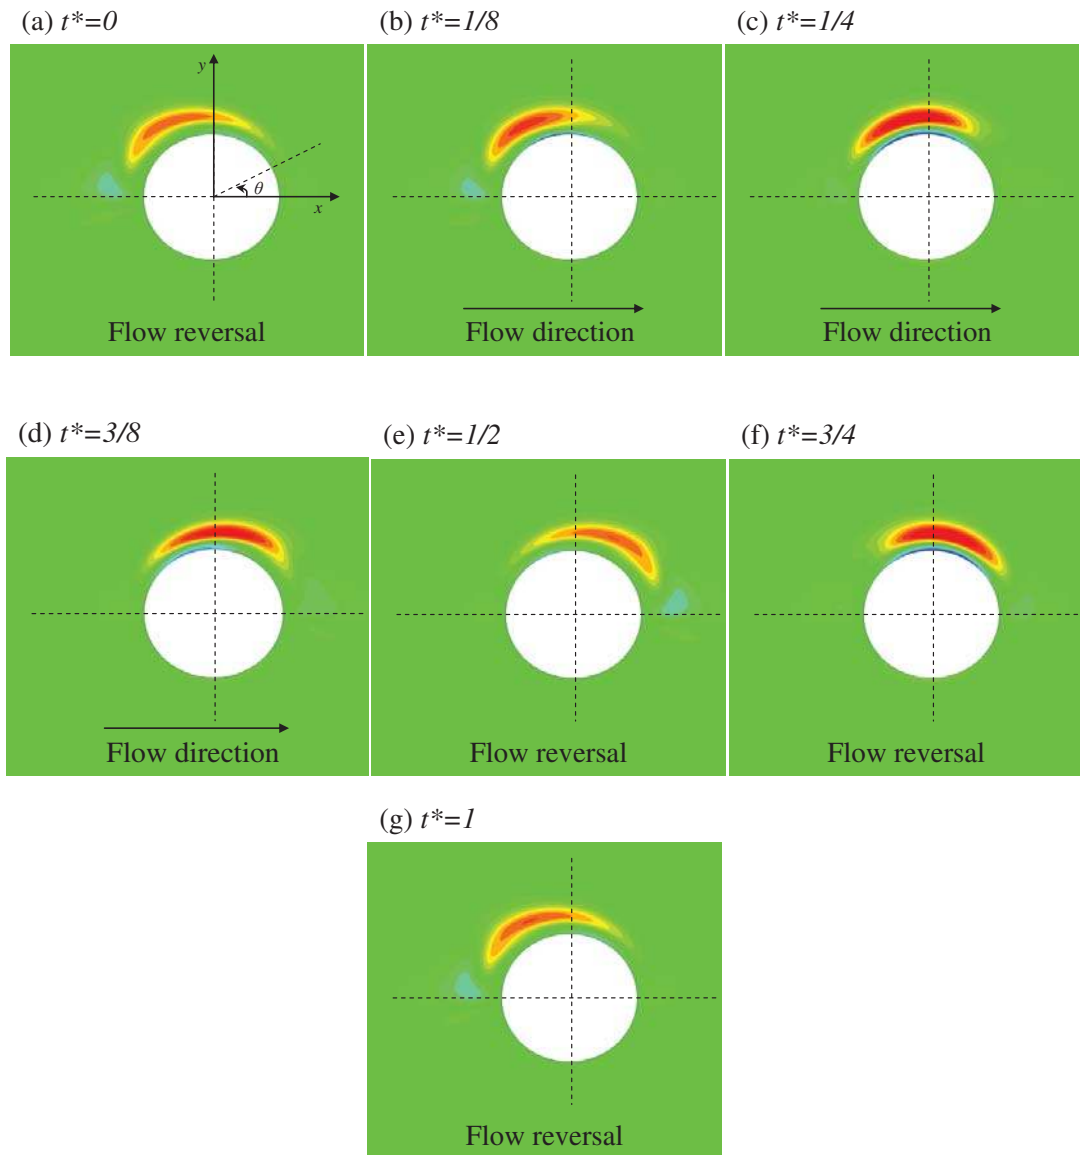 (a) t*=0
(b) t*=1/8
(c) t*=1/4
y
θ
x
Flow reversal
Flow direction
Flow direction
(d) t*=3/8
(e) t*=1/2
(f) t*=3/4
Flow direction
Flow reversal
Flow reversal
(g) t*=1
Flow reversal